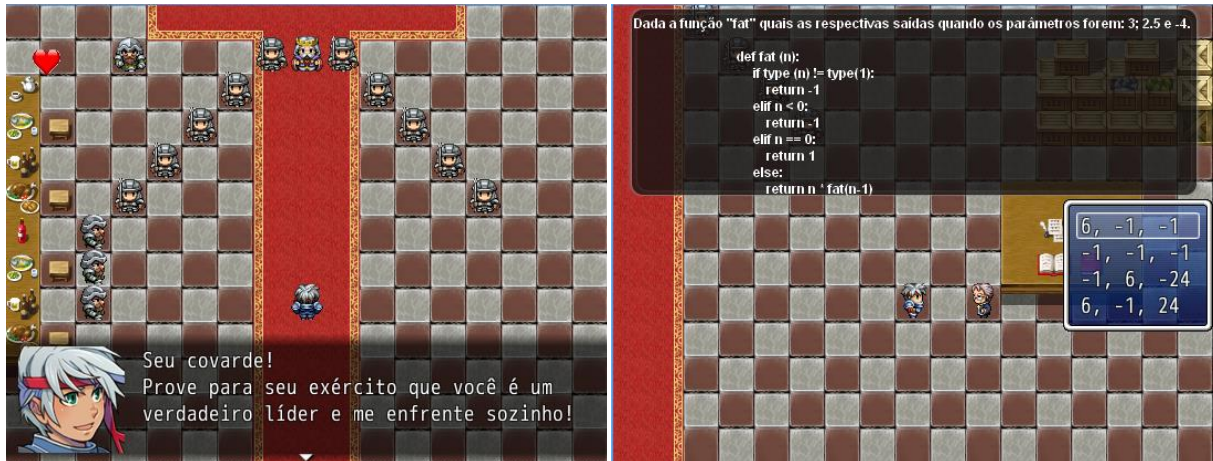 Seu covarde!
Prove para seu exército que você é um
verdadeiro líder e me enfrente sozinho!
Dada a função "fat" quais as respectivas saídas quando os parâmetros forem: 3; 2.5 e -4.
def fat (n):
if type (n) != type(1):
return -1
elif n < 0:
return -1
elif n == 0:
return 1
else:
return n * fat(n-1)
6, -1, -1
-1, -1, -1
-1, 6, -24
6, -1, 24